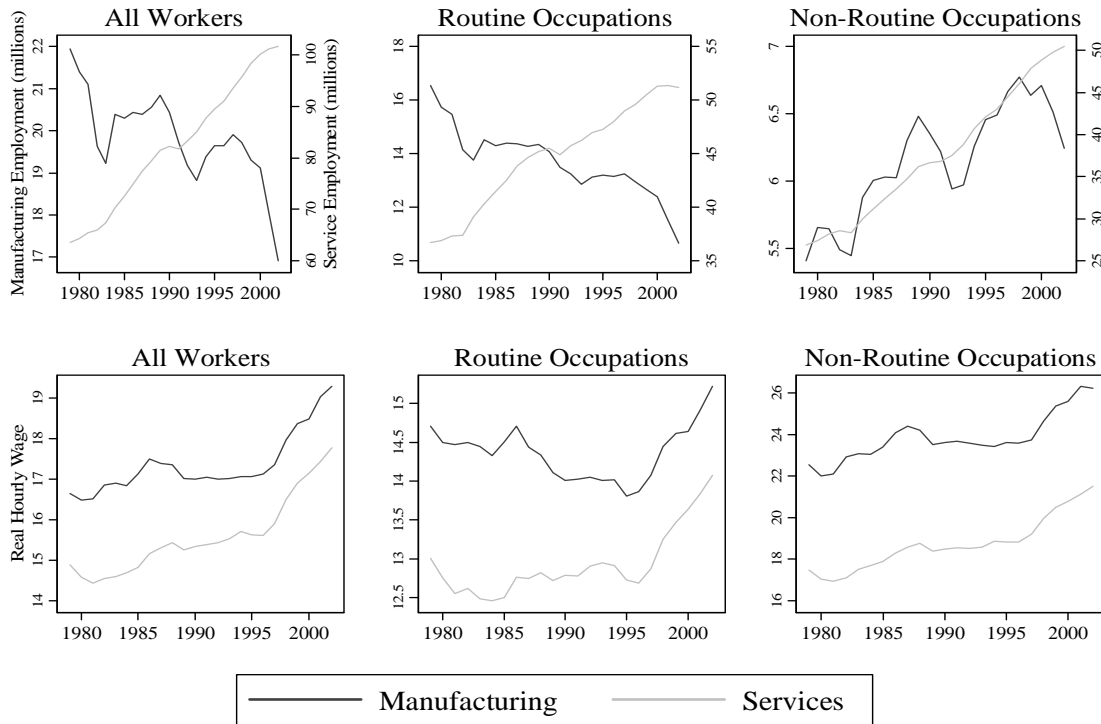 All Workers Routine Occupations Non-Routine Occupations
Manufacturing Employment (millions)
17 18 19 20 21 22
60 70 80 90 100
Service Employment (millions)
10 12 14 16 18
35 40 45 50 55
5.5 6 6.5 7
25 30 35 40 45 50
1980 1985 1990 1995 2000 1980 1985 1990 1995 2000 1980 1985 1990 1995 2000
All Workers Routine Occupations Non-Routine Occupations
Real Hourly Wage
14 15 16 17 18 19
12.5 13 13.5 14 14.5 15
16 18 20 22 24 26
1980 1985 1990 1995 2000 1980 1985 1990 1995 2000 1980 1985 1990 1995 2000
Manufacturing Services